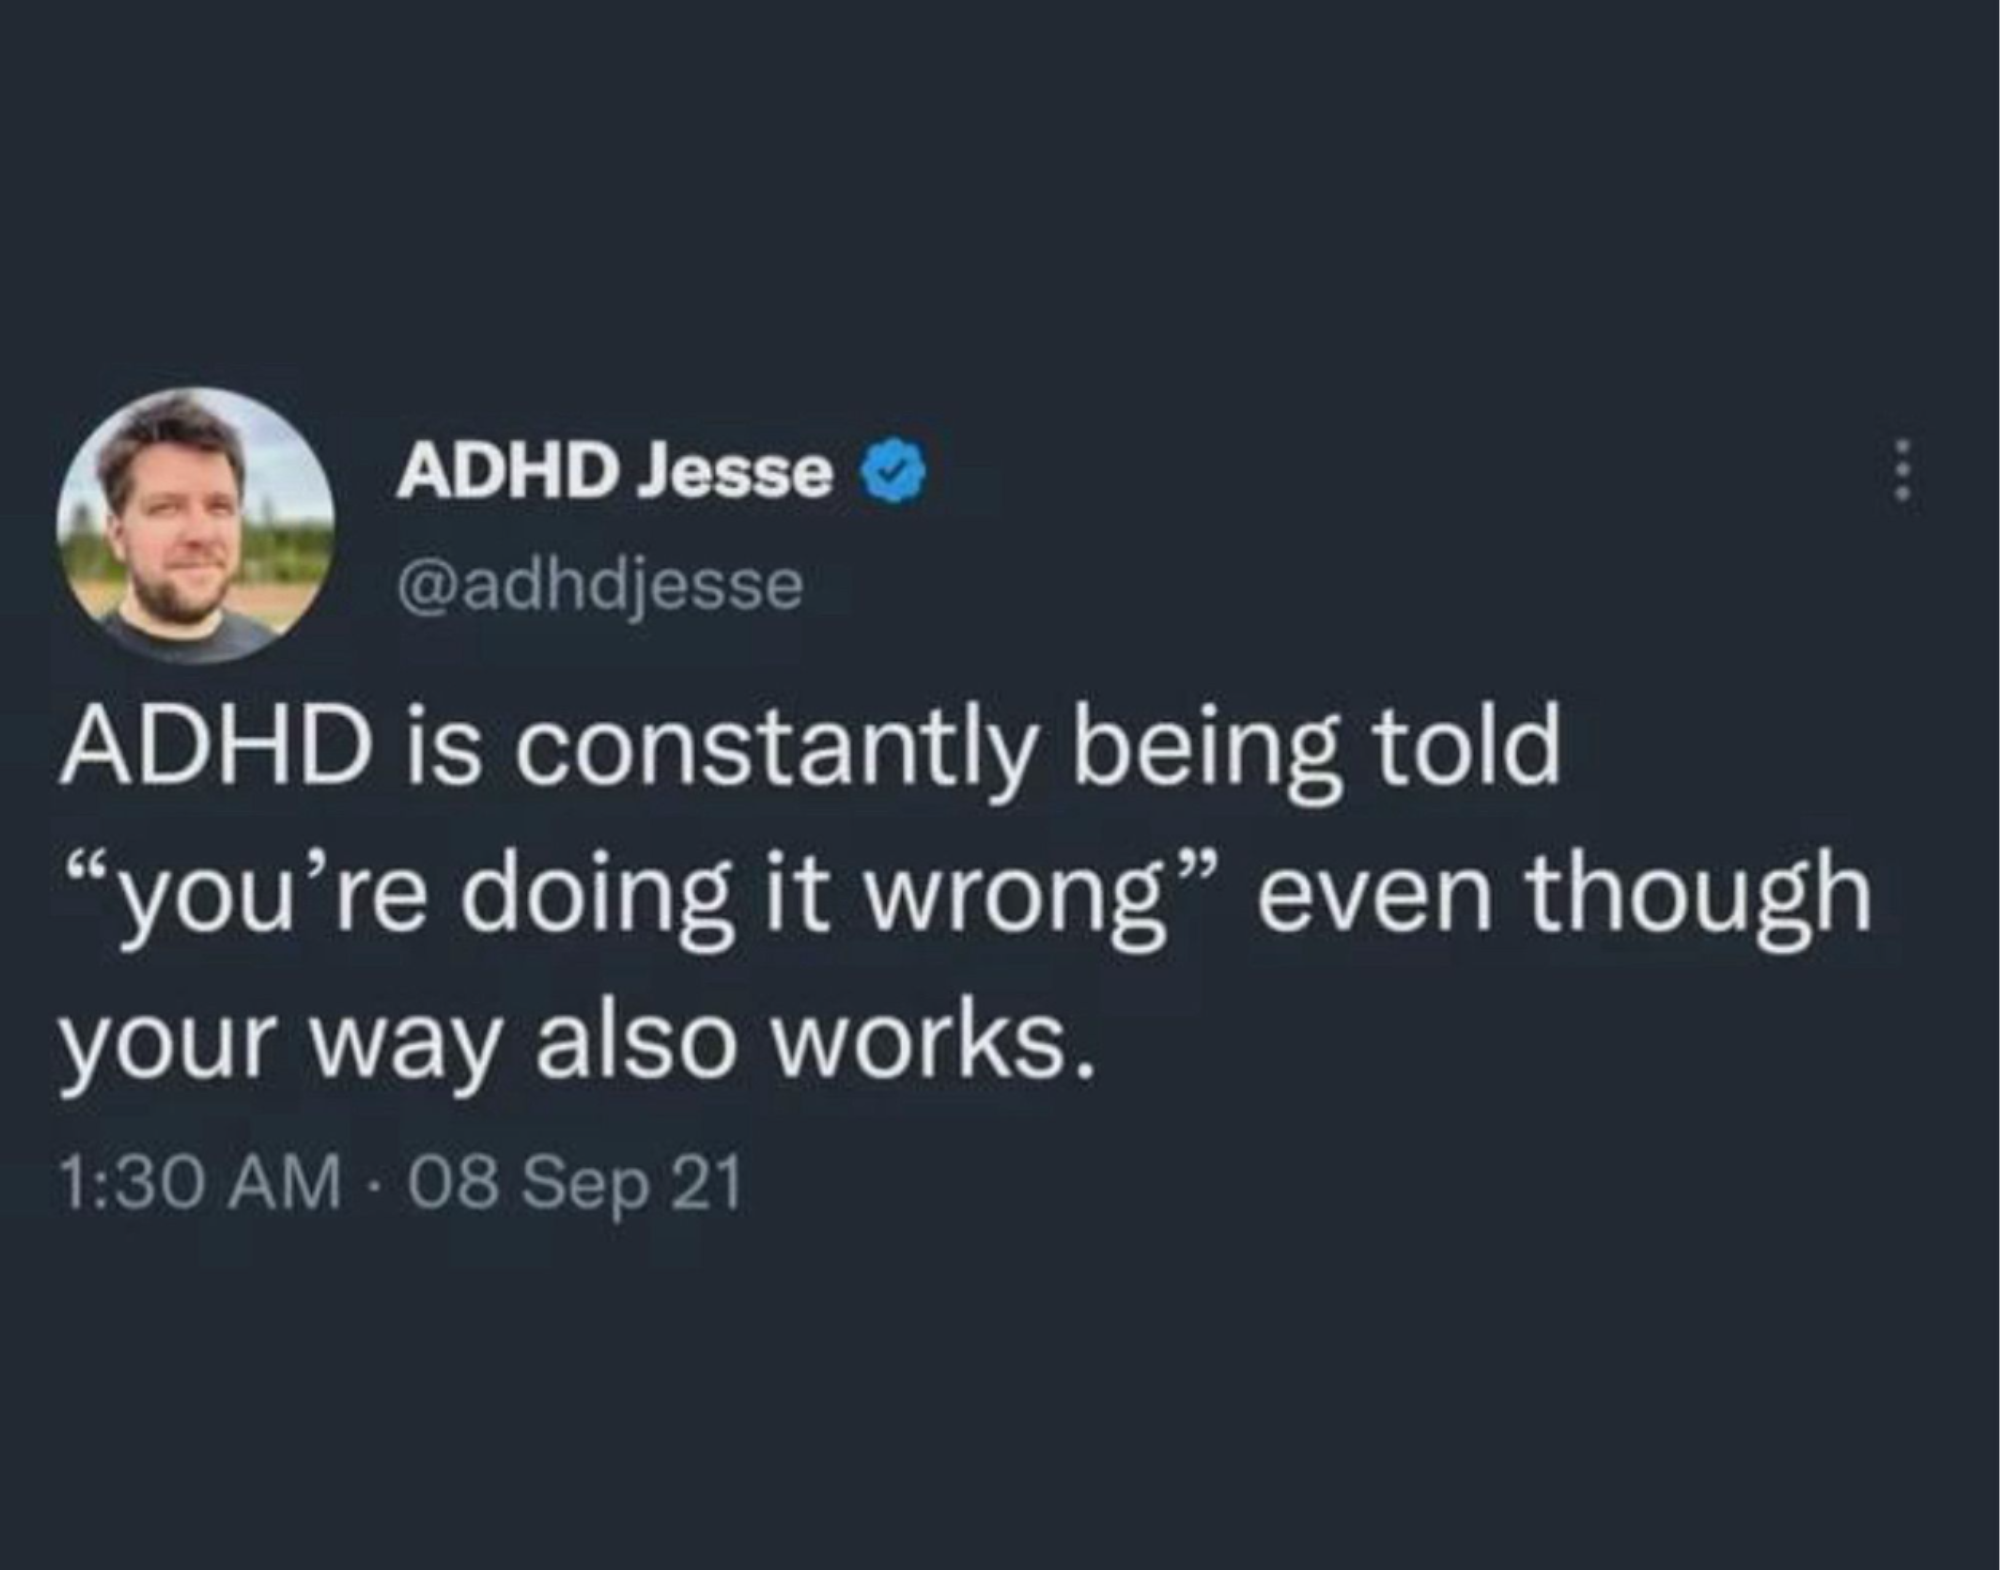 ADHD Jesse
@adhdjesse
ADHD is constantly being told
“you’re doing it wrong” even though
your way also works.
1:30 AM · 08 Sep 21